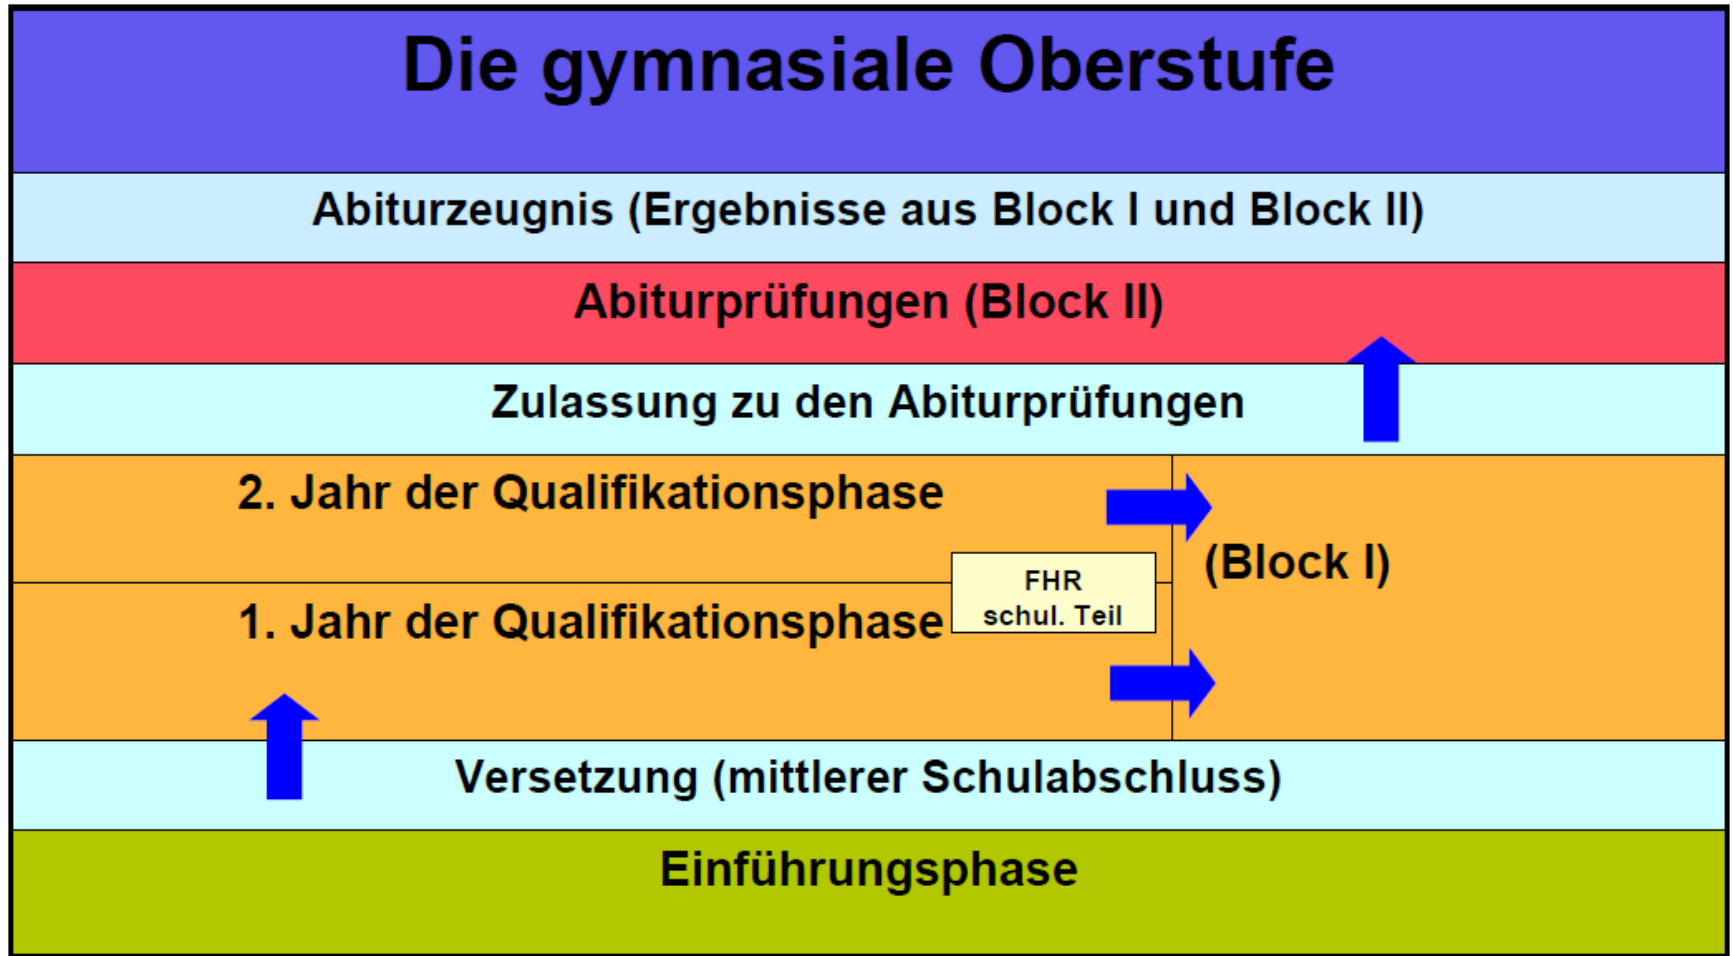 Die gymnasiale Oberstufe
Abiturzeugnis (Ergebnisse aus Block I und Block II)
Abiturprüfungen (Block II)
Zulassung zu den Abiturprüfungen
2. Jahr der Qualifikationsphase
(Block I)
FHR
schul. Teil
1. Jahr der Qualifikationsphase
Versetzung (mittlerer Schulabschluss)
Einführungsphase